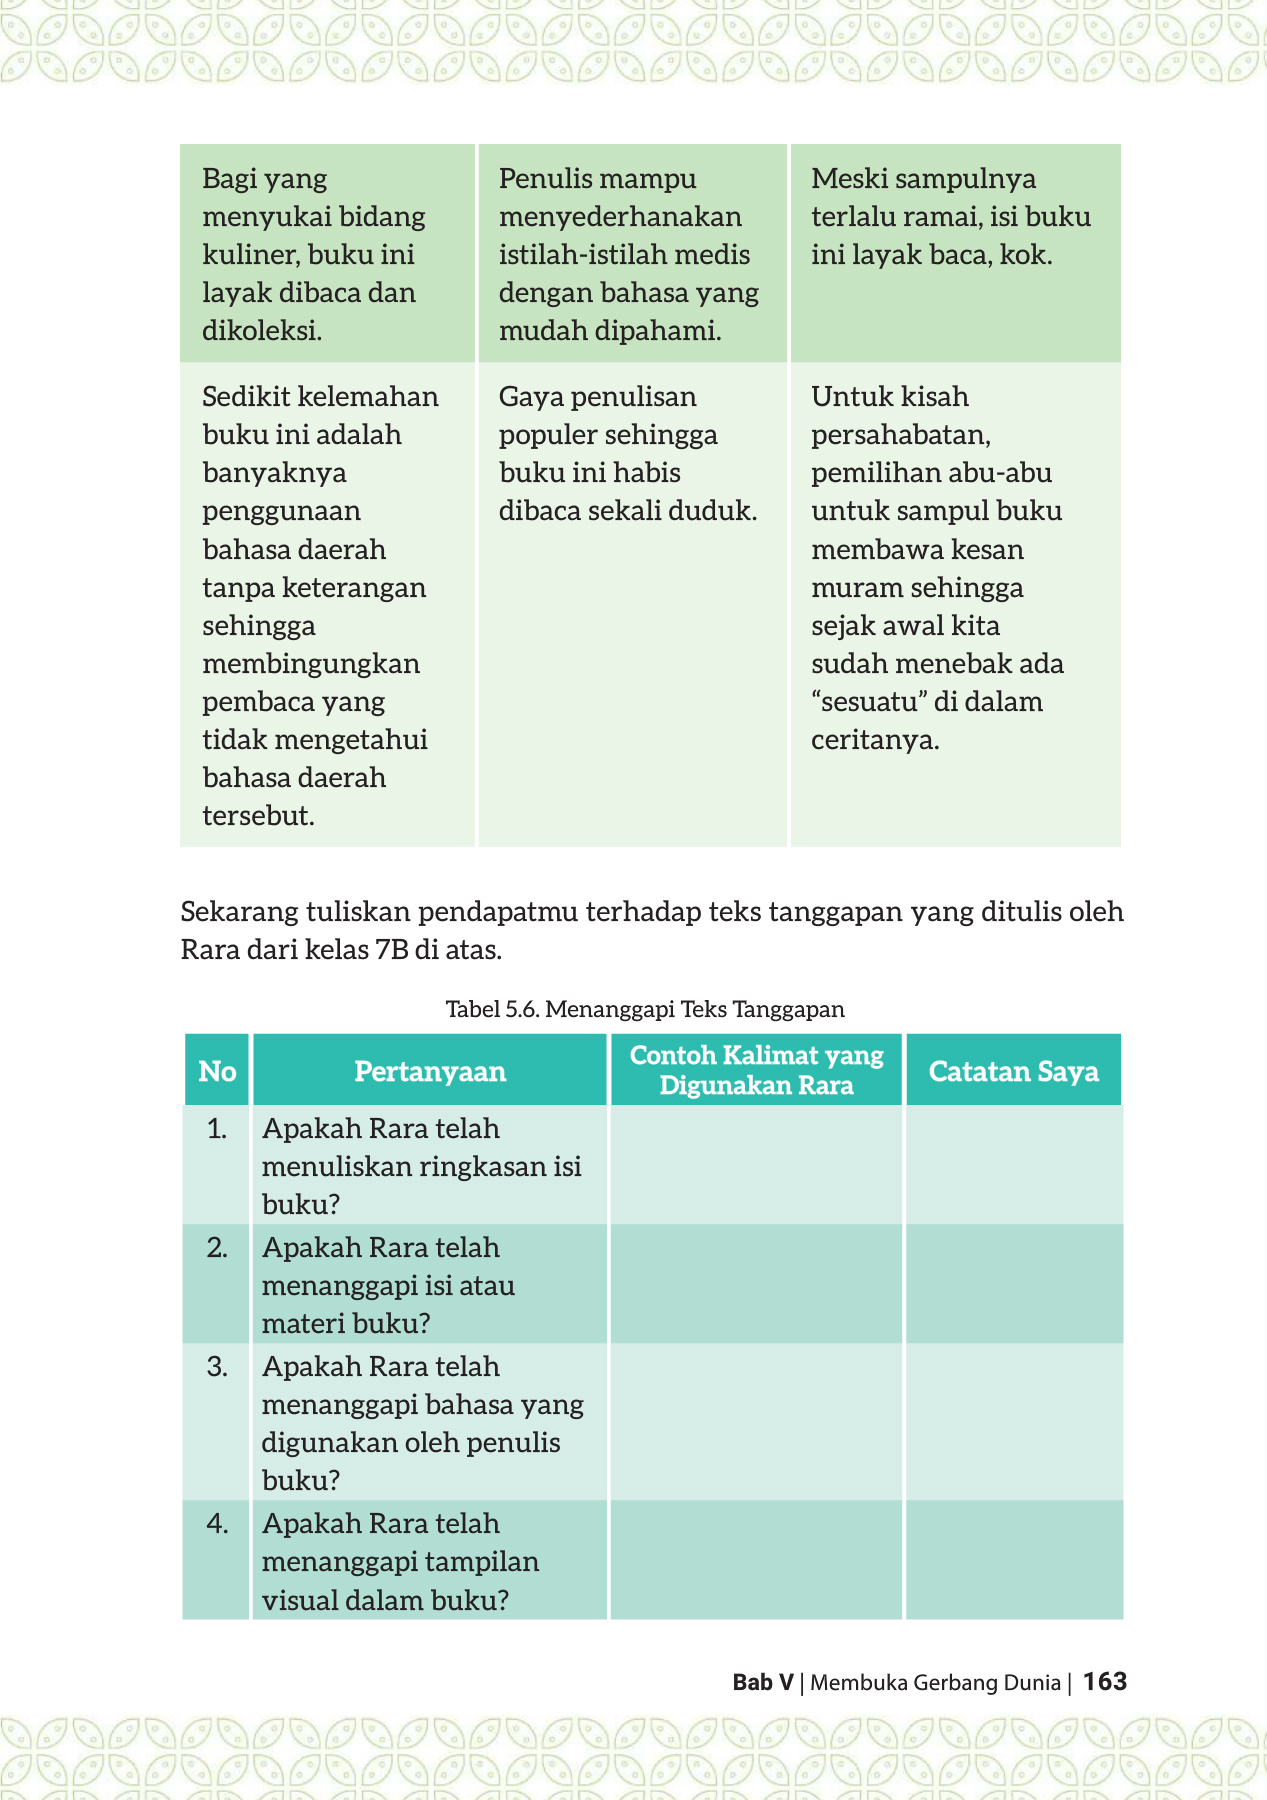 Bagi yang
menyukai bidang
kuliner, buku ini
layak dibaca dan
dikoleksi.
Penulis mampu
menyederhanakan
istilah-istilah medis
dengan bahasa yang
mudah dipahami.
Meski sampulnya
terlalu ramai, isi buku
ini layak baca, kok.
Sedikit kelemahan
buku ini adalah
banyaknya
penggunaan
bahasa daerah
tanpa keterangan
sehingga
membingungkan
pembaca yang
tidak mengetahui
bahasa daerah
tersebut.
Gaya penulisan
populer sehingga
buku ini habis
dibaca sekali duduk.
Untuk kisah
persahabatan,
pemilihan abu-abu
untuk sampul buku
membawa kesan
muram sehingga
sejak awal kita
sudah menebak ada
“sesuatu” di dalam
ceritanya.
Sekarang tuliskan pendapatmu terhadap teks tanggapan yang ditulis oleh
Rara dari kelas 7B di atas.
Tabel 5.6. Menanggapi Teks Tanggapan
No
Pertanyaan
Contoh Kalimat yang
Digunakan Rara
Catatan Saya
1.
Apakah Rara telah
menuliskan ringkasan isi
buku?
2.
Apakah Rara telah
menanggapi isi atau
materi buku?
3.
Apakah Rara telah
menanggapi bahasa yang
digunakan oleh penulis
buku?
4.
Apakah Rara telah
menanggapi tampilan
visual dalam buku?
Bab V | Membuka Gerbang Dunia | 163